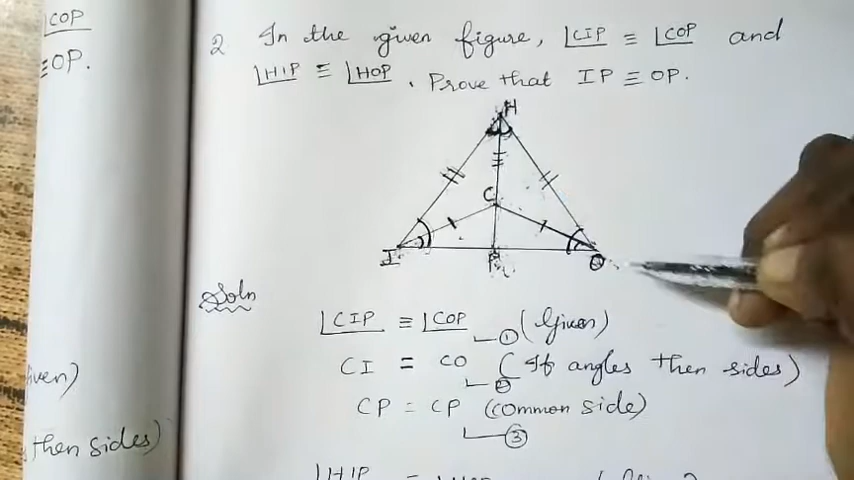 ∠COP
≡OP.
2 In the given figure, ∠CIP ≡ ∠COP and
∠HIP ≡ ∠HOP. Prove that IP ≡ OP.
H
C
I P O
Soln
∠CIP ≡ ∠COP —① (Given)
CI = CO —② (If angles then sides)
iven)
CP = CP (common side)
—③
s then sides)
∠HIP =